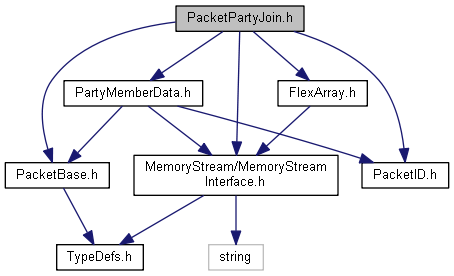 PacketPartyJoin.h
PartyMemberData.h
FlexArray.h
PacketBase.h
MemoryStream/MemoryStream
Interface.h
PacketID.h
TypeDefs.h
string